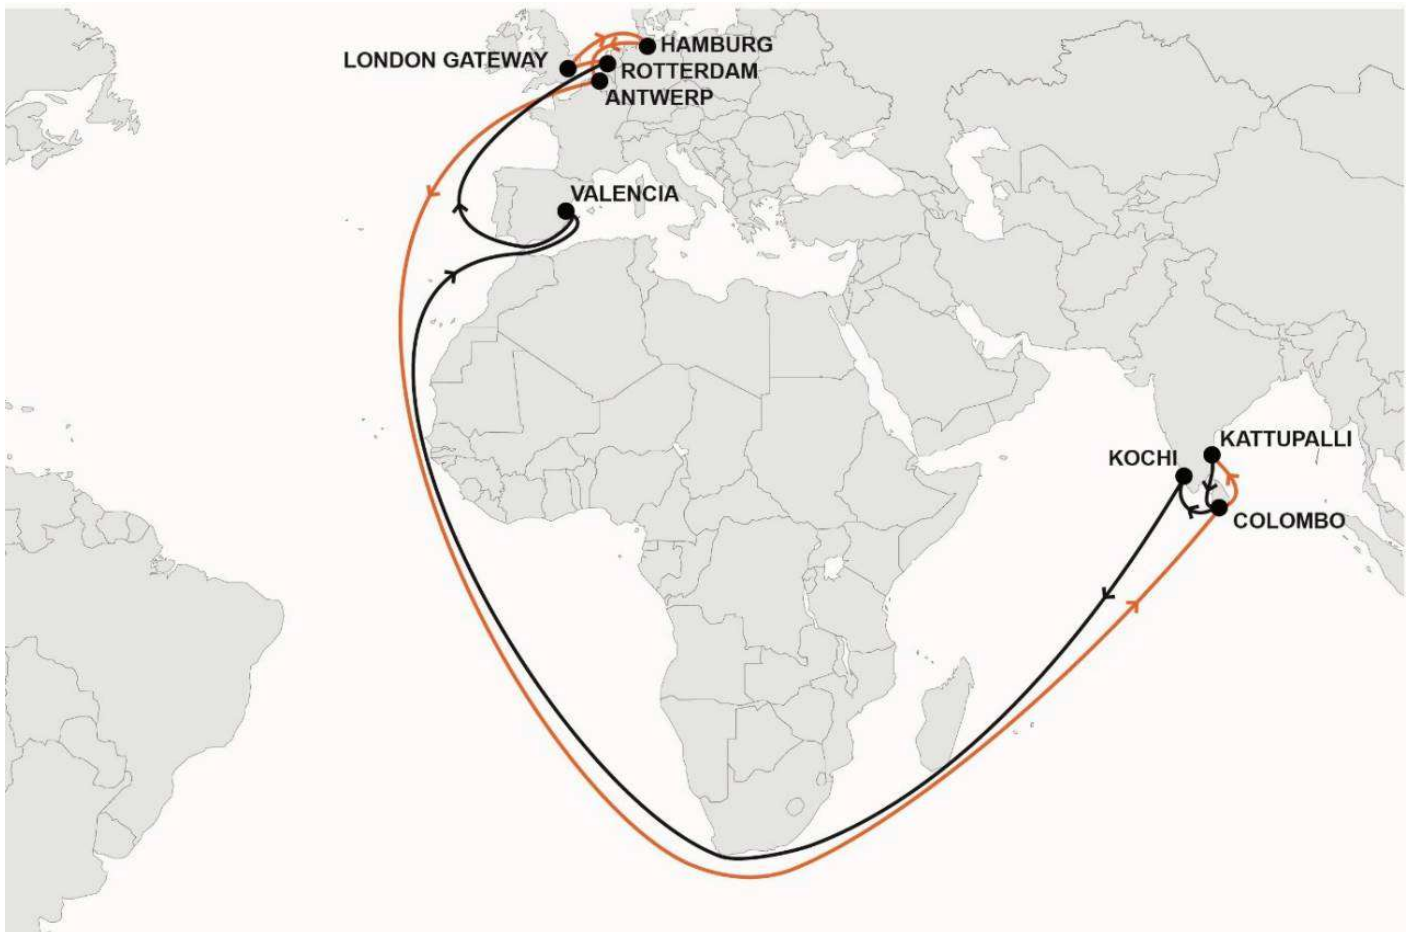 HAMBURG
LONDON GATEWAY
ROTTERDAM
ANTWERP
VALENCIA
KATTUPALLI
KOCHI
COLOMBO